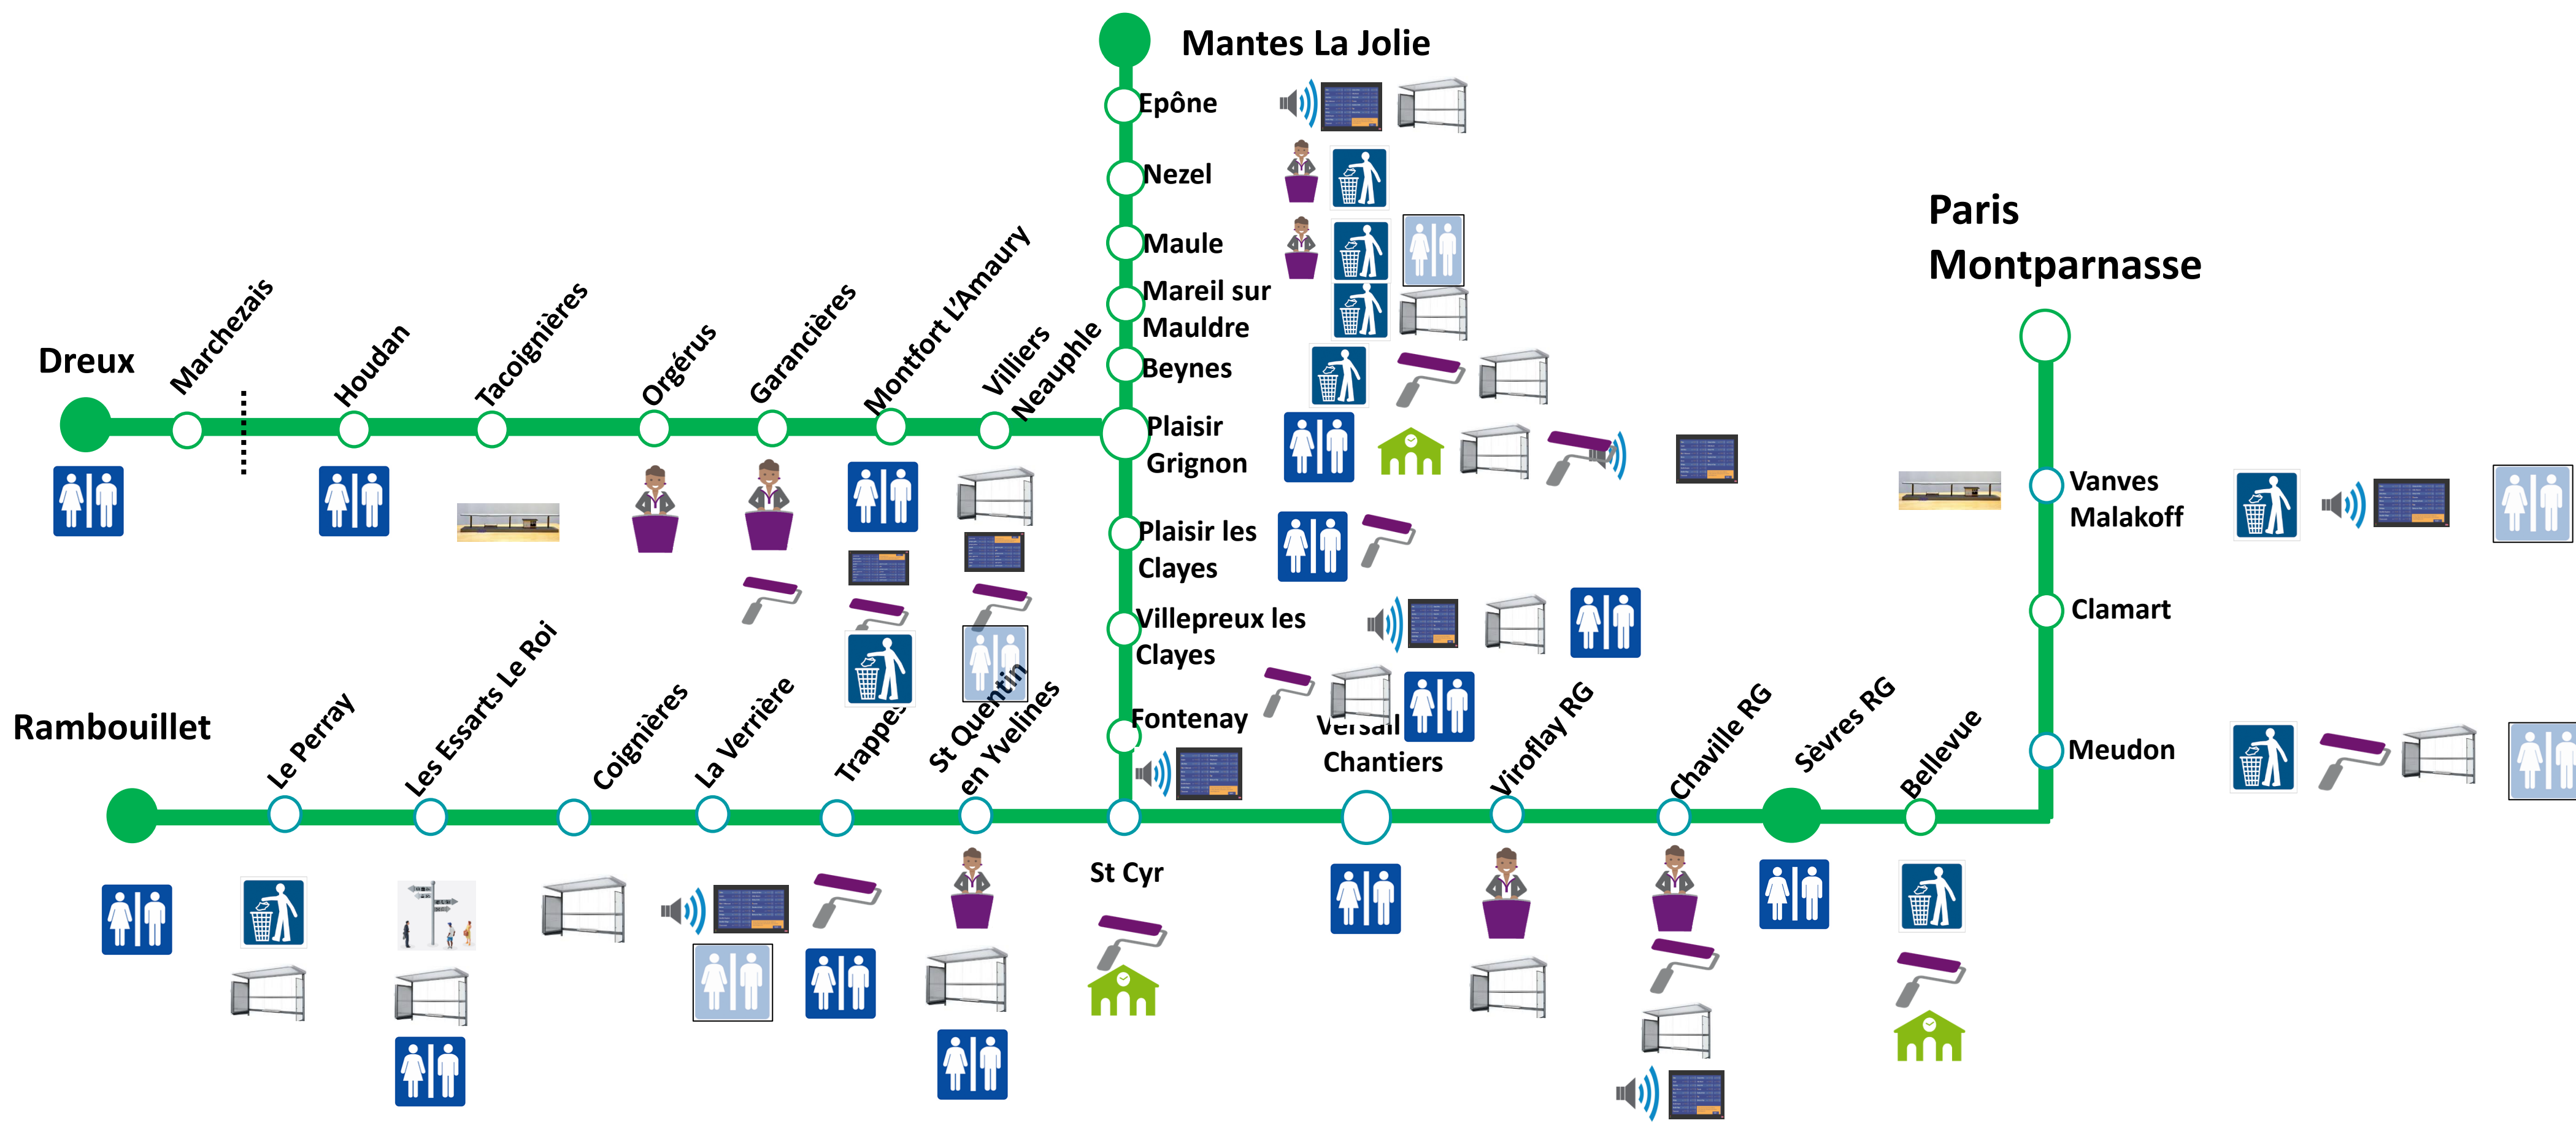 Mantes La Jolie
Epône
Nezel
Maule
Mareil sur
Mauldre
Beynes
Plaisir
Grignon
Plaisir les
Clayes
Villepreux les
Clayes
Fontenay
Dreux
Marchezais
Houdan
Tacoignières
Orgérus
Garancières
Montfort L'Amaury
Villiers
Neauphle
Paris
Montparnasse
Vanves
Malakoff
Clamart
Meudon
Rambouillet
Le Perray
Les Essarts Le Roi
Coignières
La Verrière
Trappes
St Quentin
en Yvelines
St Cyr
Versail
Chantiers
Viroflay RG
Chaville RG
Sèvres RG
Bellevue